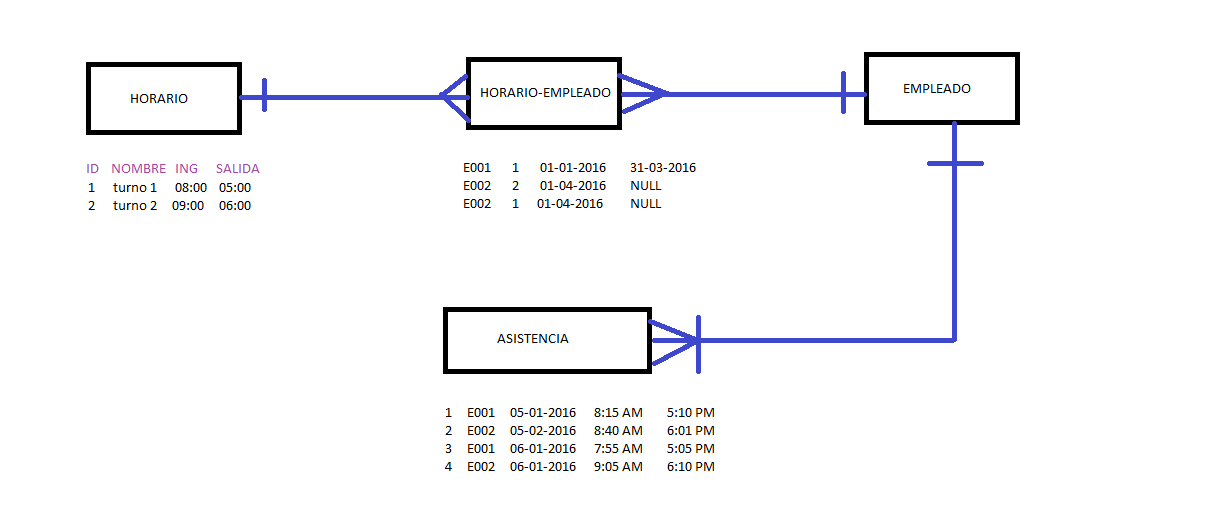 HORARIO
HORARIO-EMPLEADO
EMPLEADO
ID NOMBRE ING SALIDA
1 turno 1 08:00 05:00
2 turno 2 09:00 06:00
E001 1 01-01-2016 31-03-2016
E002 2 01-04-2016 NULL
E002 1 01-04-2016 NULL
ASISTENCIA
1 E001 05-01-2016 8:15 AM 5:10 PM
2 E002 05-02-2016 8:40 AM 6:01 PM
3 E001 06-01-2016 7:55 AM 5:05 PM
4 E002 06-01-2016 9:05 AM 6:10 PM